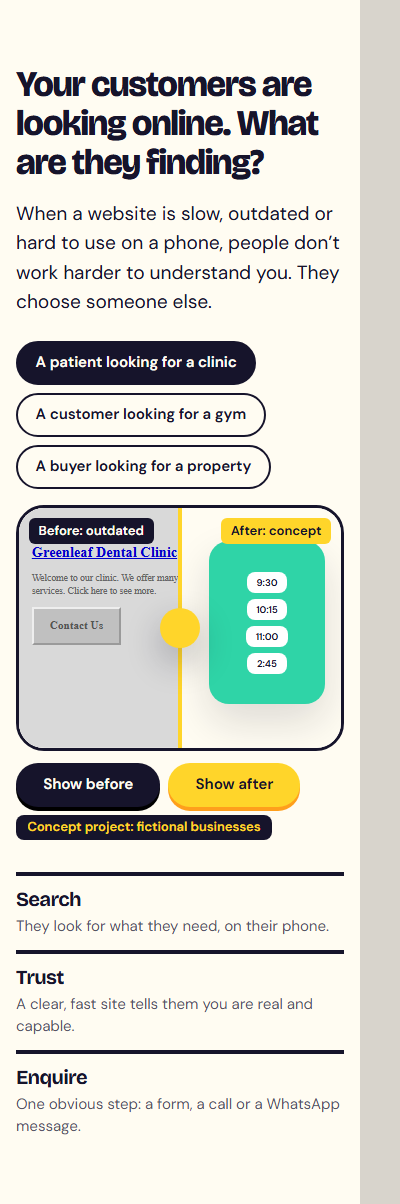 Your customers are
looking online. What
are they finding?
When a website is slow, outdated or
hard to use on a phone, people don’t
work harder to understand you. They
choose someone else.
A patient looking for a clinic
A customer looking for a gym
A buyer looking for a property
Before: outdated
After: concept
Greenleaf Dental Clinic
Welcome to our clinic. We offer many
services. Click here to see more.
Contact Us
9:30
10:15
11:00
2:45
Show before
Show after
Concept project: fictional businesses
Search
They look for what they need, on their phone.
Trust
A clear, fast site tells them you are real and
capable.
Enquire
One obvious step: a form, a call or a WhatsApp
message.